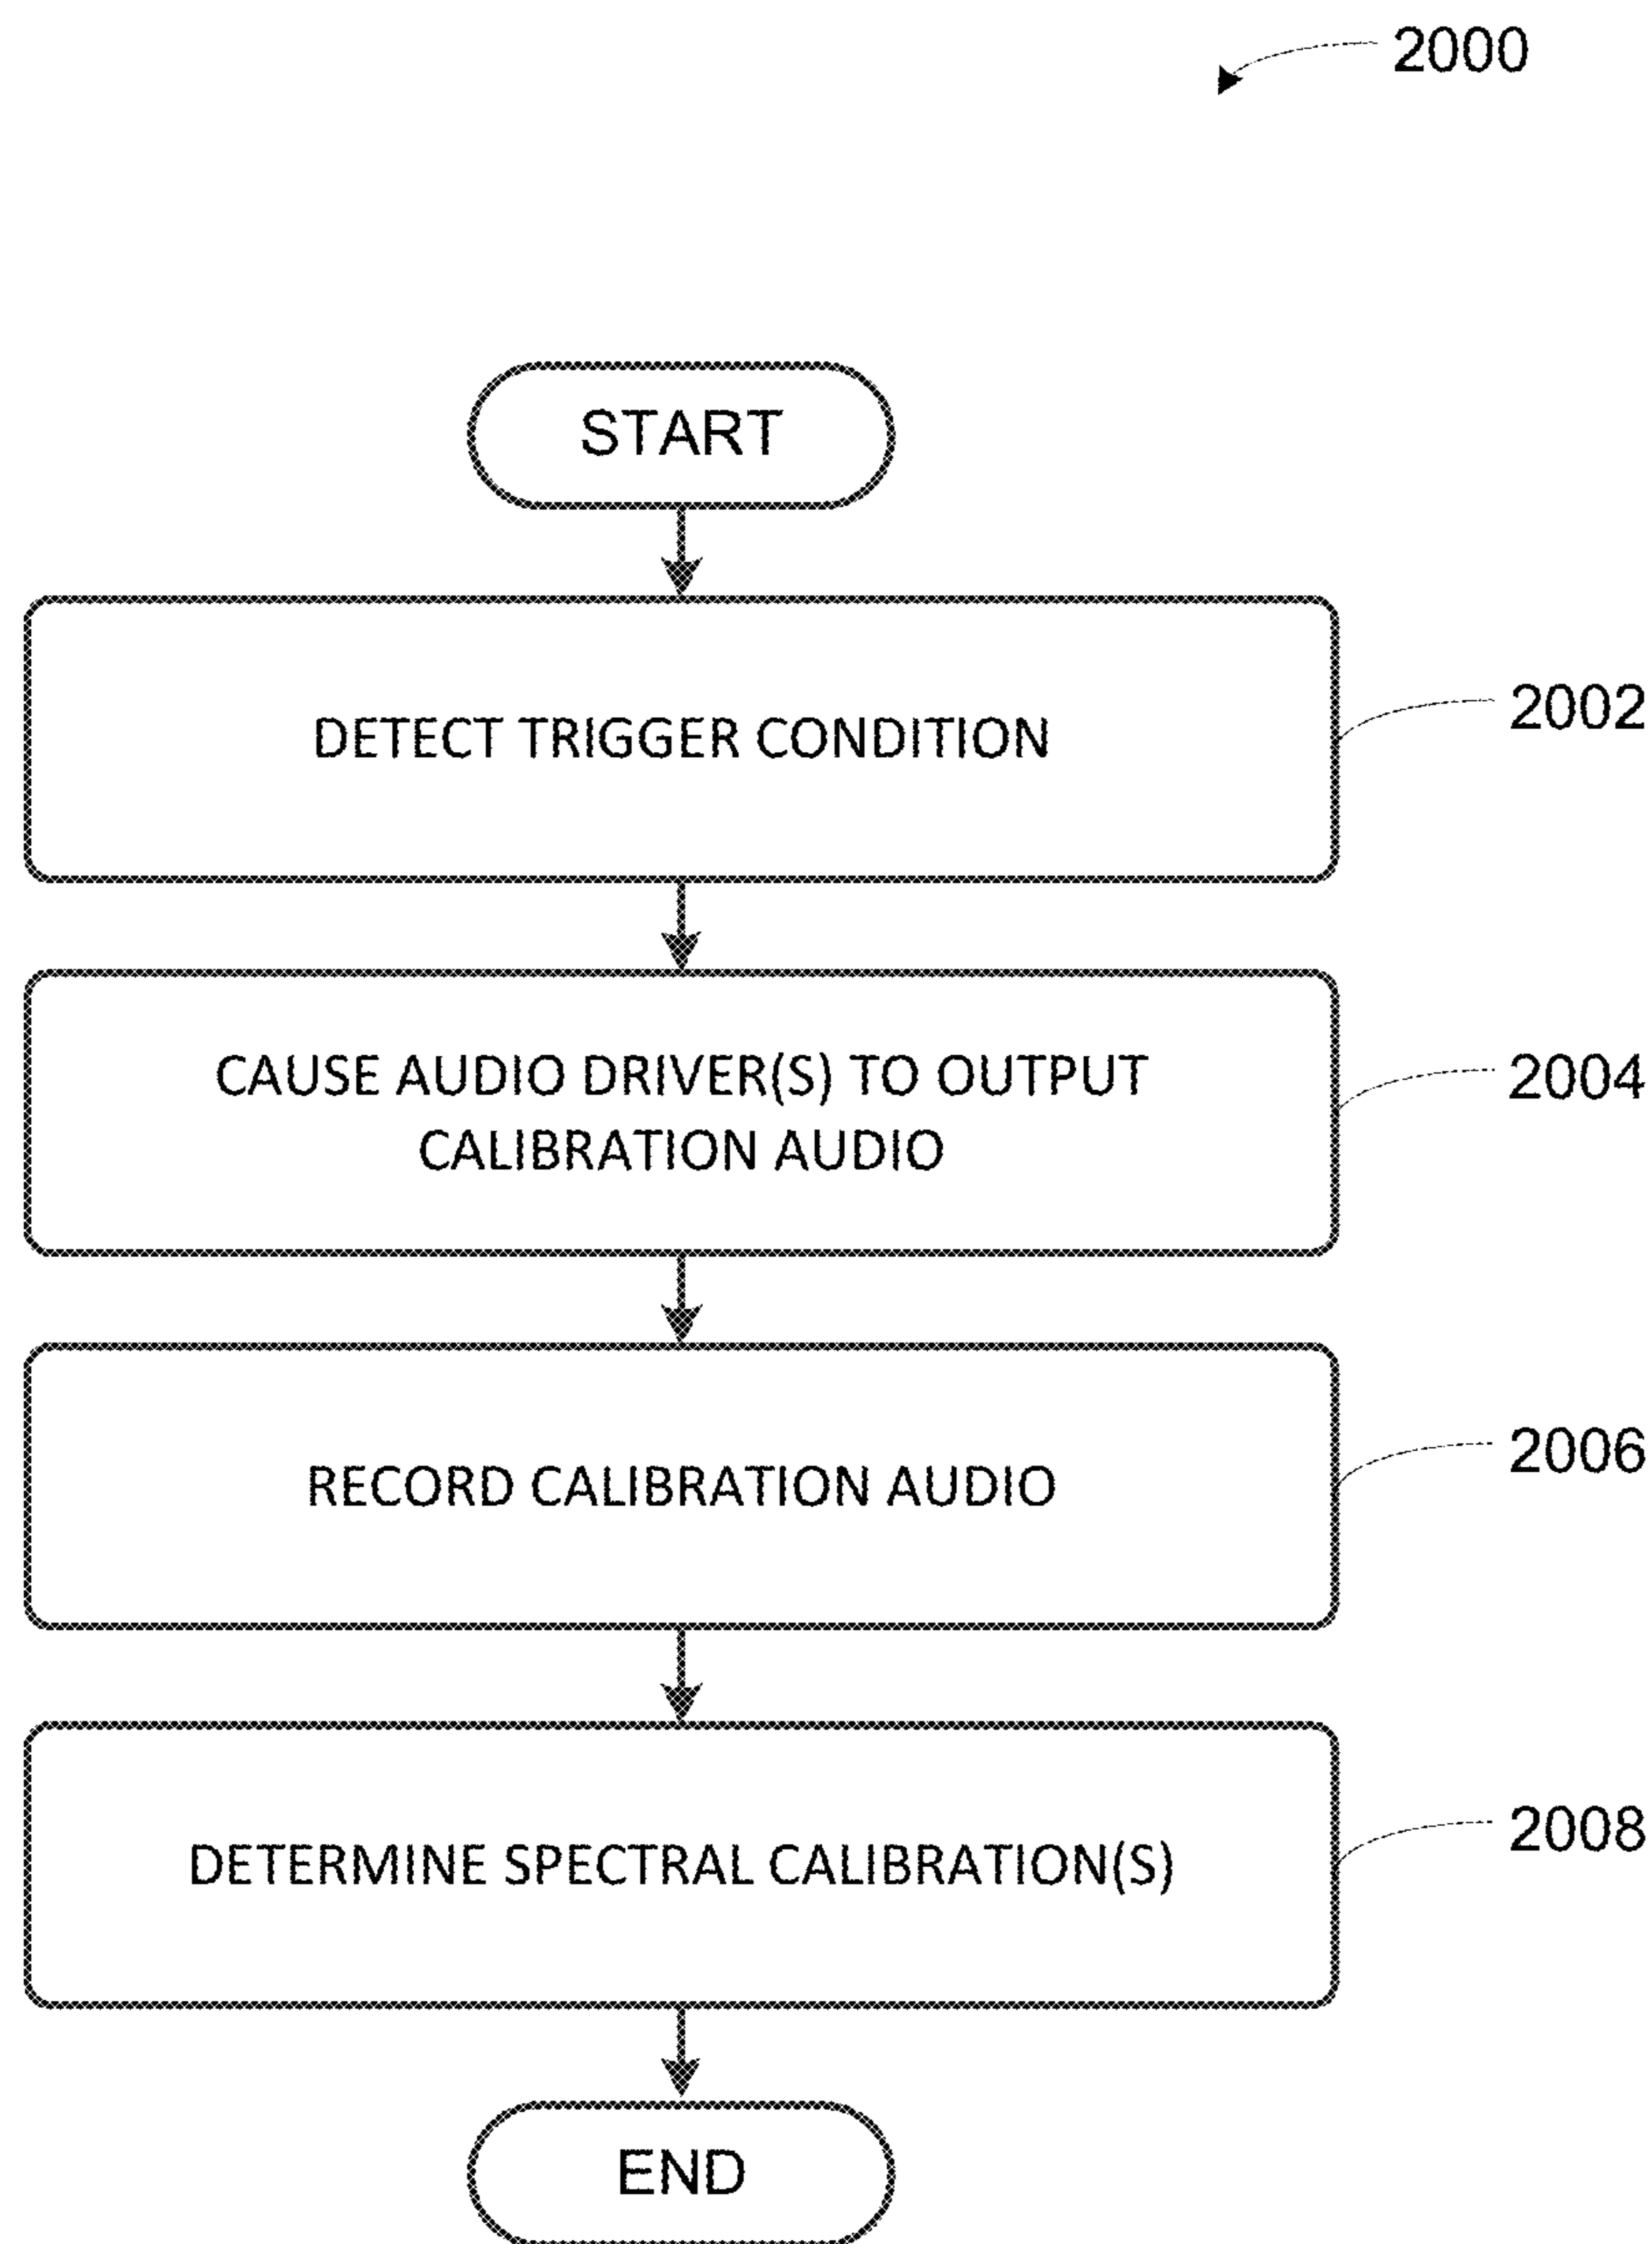 2000
START
DETECT TRIGGER CONDITION
2002
CAUSE AUDIO DRIVER(S) TO OUTPUT
CALIBRATION AUDIO
2004
RECORD CALIBRATION AUDIO
2006
DETERMINE SPECTRAL CALIBRATION(S)
2008
END